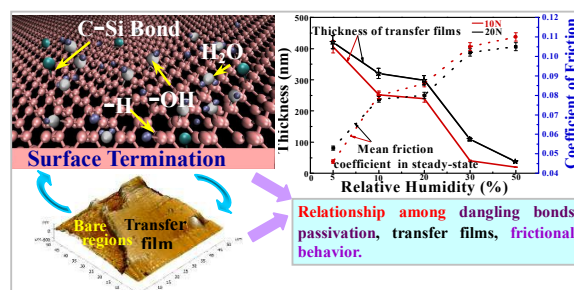 C-Si Bond
H₂O
-OH
-H
Surface Termination
Bare regions
Transfer film
Thickness (nm)
500
400
300
200
100
0
Thickness of transfer films
10N
20N
Mean friction coefficient in steady-state
5 10 20 30 50
Relative Humidity (%)
0.12
0.11
0.10
0.09
0.08
0.07
0.06
0.05
0.04
Coefficient of Friction
Relationship among dangling bonds
passivation, transfer films, frictional
behavior.